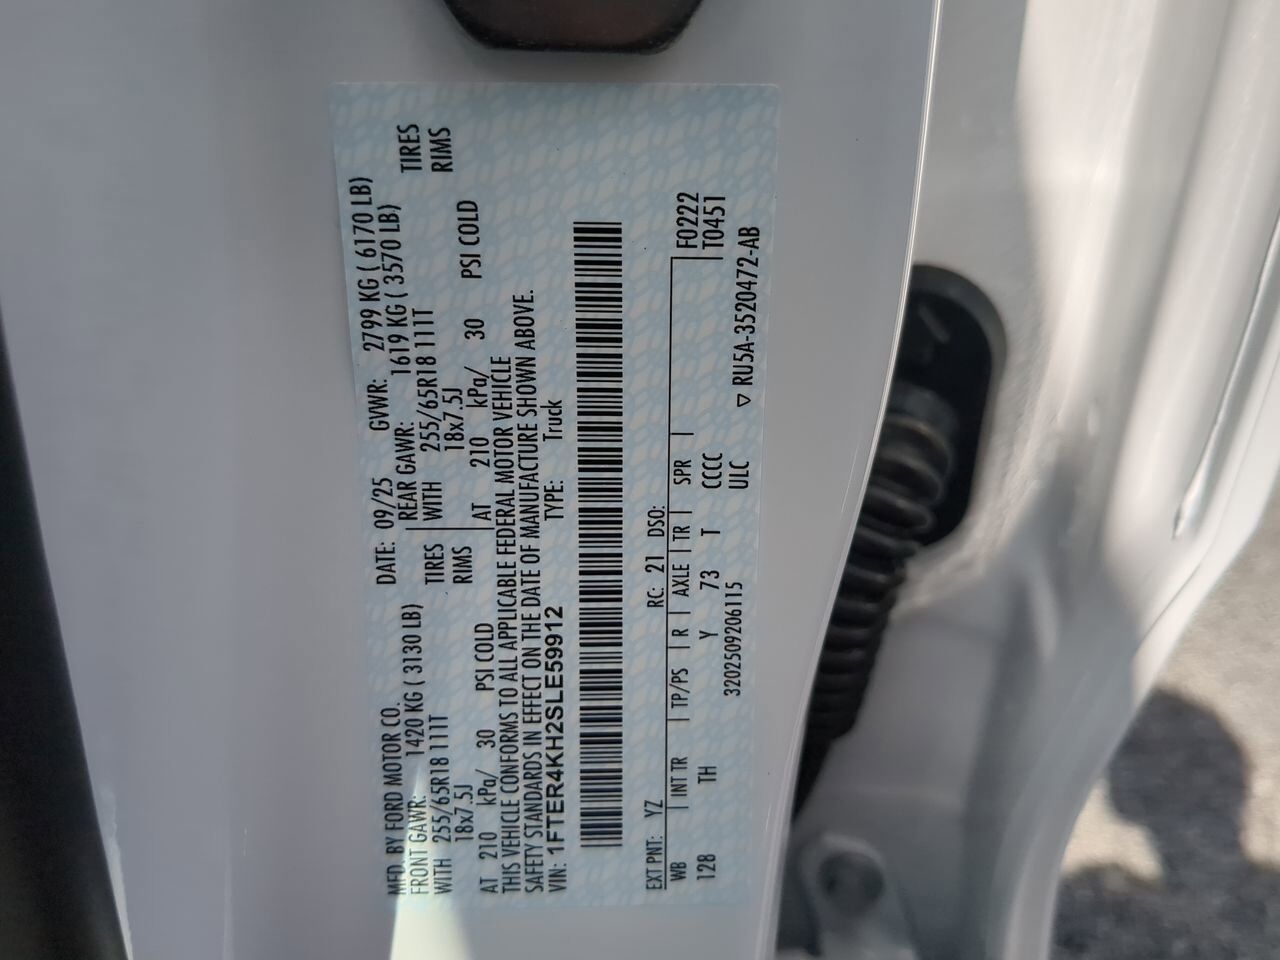 MFD. BY FORD MOTOR CO.
DATE: 09/25 GVWR: 2799 KG ( 6170 LB)
FRONT GAWR: 1420 KG ( 3130 LB) REAR GAWR: 1619 KG ( 3570 LB)
WITH 255/65R18 111T TIRES WITH 255/65R18 111T TIRES
18x7.5J RIMS 18x7.5J RIMS
AT 210 kPa/ 30 PSI COLD AT 210 kPa/ 30 PSI COLD
THIS VEHICLE CONFORMS TO ALL APPLICABLE FEDERAL MOTOR VEHICLE
SAFETY STANDARDS IN EFFECT ON THE DATE OF MANUFACTURE SHOWN ABOVE.
VIN: 1FTER4KH2SLE59912 TYPE: Truck
EXT PNT: YZ RC: 21 DSO:
WB INT TR TP/PS R AXLE TR SPR F0222
128 TH Y 73 T CCCC T0451
3202509206115 ULC ▽ RU5A-3520472-AB